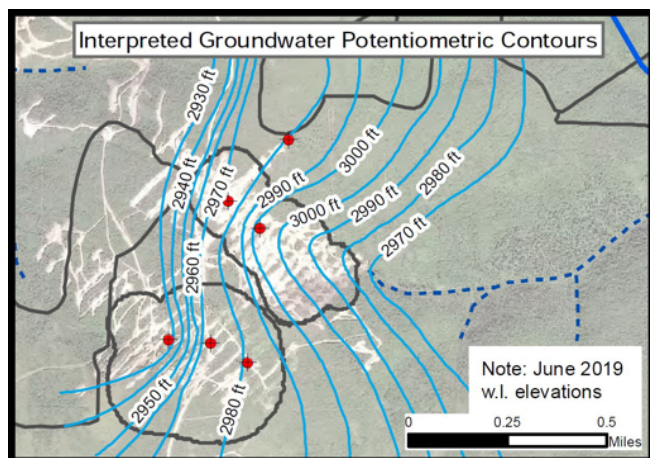 Interpreted Groundwater Potentiometric Contours
2930 ft
2940 ft
2970 ft
2990 ft
3000 ft
2980 ft
3000 ft
2990 ft
2970 ft
2960 ft
2950 ft
2980 ft
Note: June 2019
w.l. elevations
0 0.25 0.5
Miles